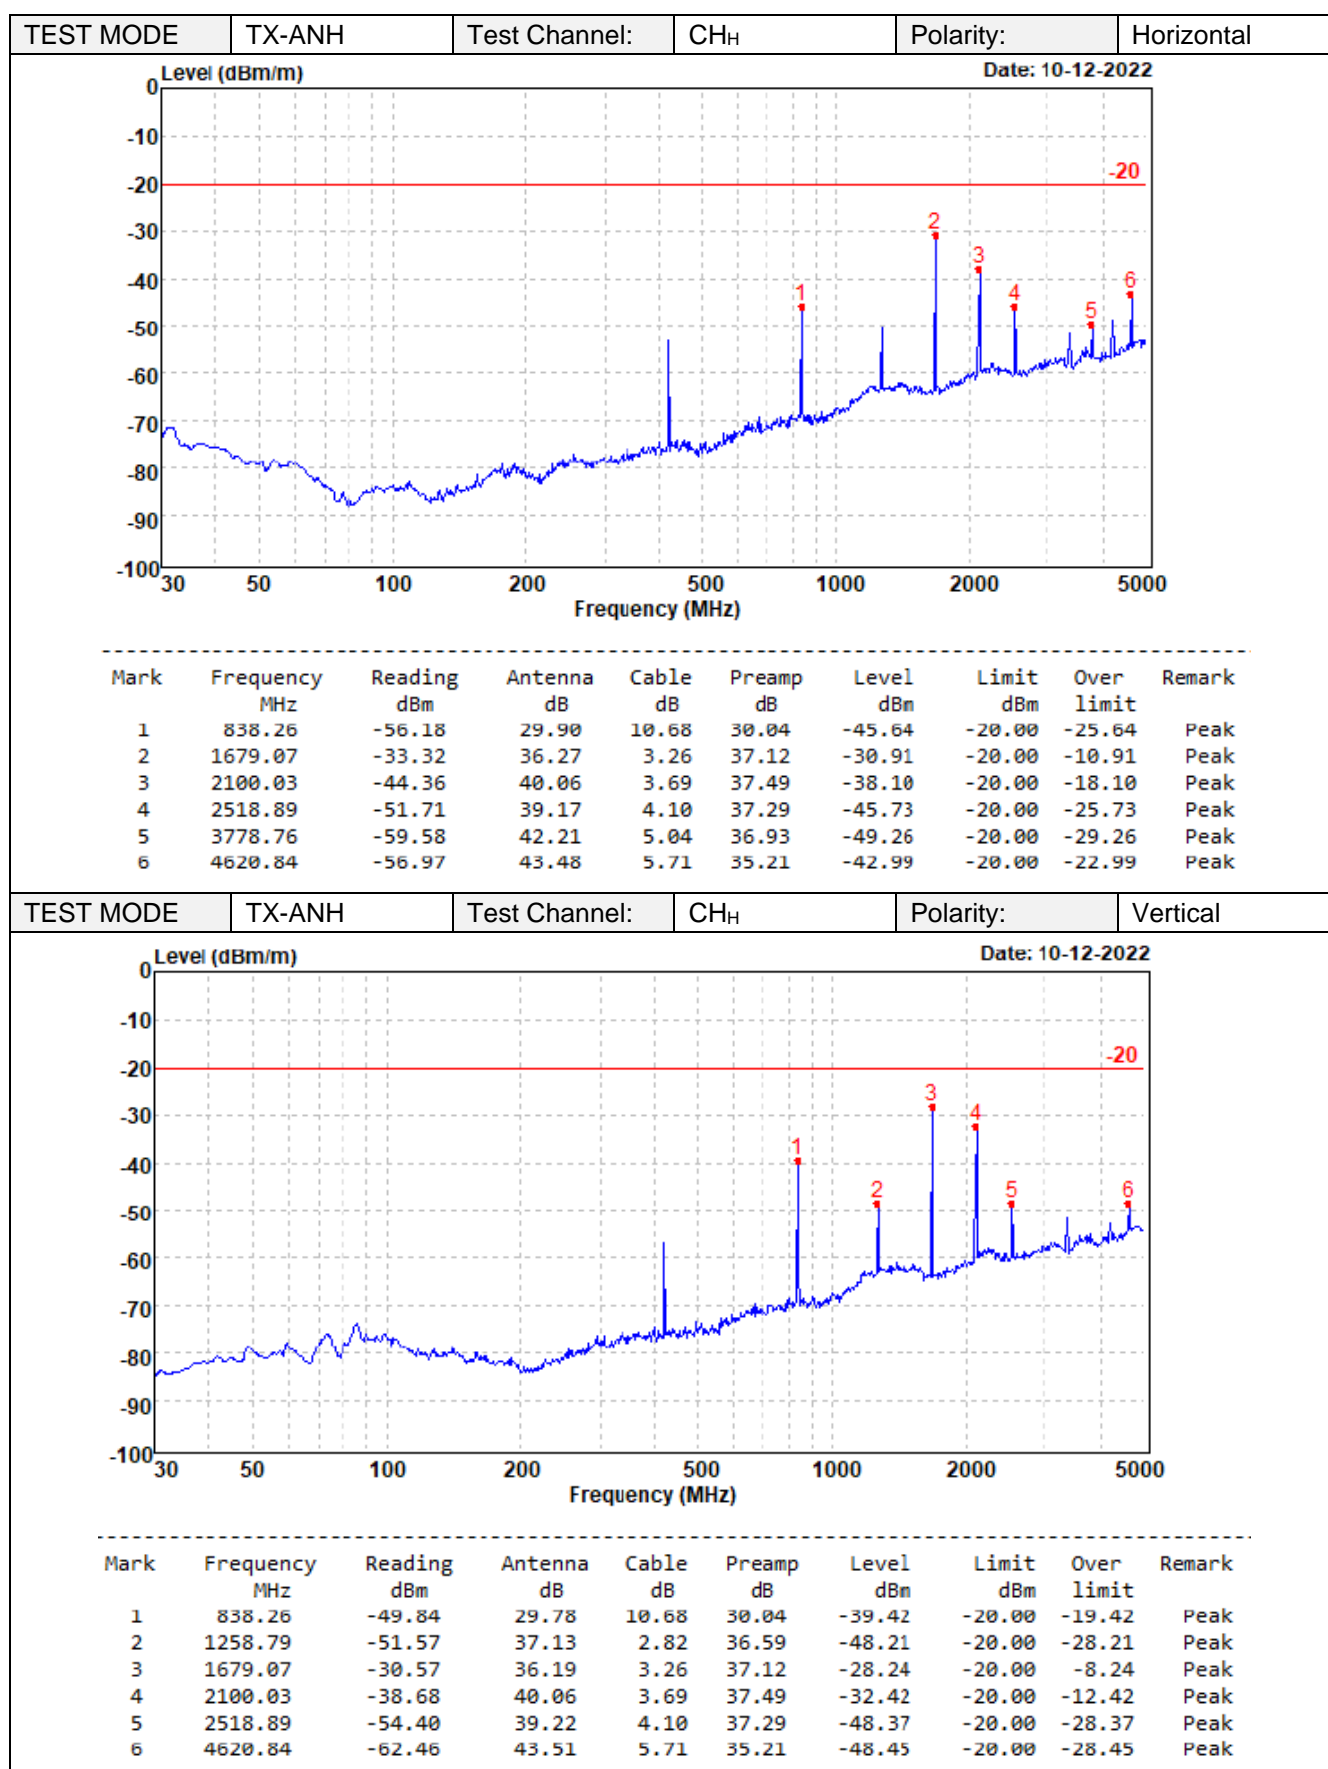 TEST MODE TX-ANH Test Channel: CHH Polarity: Horizontal
Level (dBm/m) Date: 10-12-2022
0
-10
-20
-20
-30
2
3
-40
6
1
4
5
-50
-60
-70
-80
-90
-100
30 50 100 200 500 1000 2000 5000
Frequency (MHz)
Mark Frequency Reading Antenna Cable Preamp Level Limit Over Remark
MHz dBm dB dB dB dBm dBm limit
1 838.26 -56.18 29.90 10.68 30.04 -45.64 -20.00 -25.64 Peak
2 1679.07 -33.32 36.27 3.26 37.12 -30.91 -20.00 -10.91 Peak
3 2100.03 -44.36 40.06 3.69 37.49 -38.10 -20.00 -18.10 Peak
4 2518.89 -51.71 39.17 4.10 37.29 -45.73 -20.00 -25.73 Peak
5 3778.76 -59.58 42.21 5.04 36.93 -49.26 -20.00 -29.26 Peak
6 4620.84 -56.97 43.48 5.71 35.21 -42.99 -20.00 -22.99 Peak
TEST MODE TX-ANH Test Channel: CHH Polarity: Vertical
Level (dBm/m) Date: 10-12-2022
0
-10
-20
-20
-30
3
4
1
-40
2
5
6
-50
-60
-70
-80
-90
-100
30 50 100 200 500 1000 2000 5000
Frequency (MHz)
Mark Frequency Reading Antenna Cable Preamp Level Limit Over Remark
MHz dBm dB dB dB dBm dBm limit
1 838.26 -49.84 29.78 10.68 30.04 -39.42 -20.00 -19.42 Peak
2 1258.79 -51.57 37.13 2.82 36.59 -48.21 -20.00 -28.21 Peak
3 1679.07 -30.57 36.19 3.26 37.12 -28.24 -20.00 -8.24 Peak
4 2100.03 -38.68 40.06 3.69 37.49 -32.42 -20.00 -12.42 Peak
5 2518.89 -54.40 39.22 4.10 37.29 -48.37 -20.00 -28.37 Peak
6 4620.84 -62.46 43.51 5.71 35.21 -48.45 -20.00 -28.45 Peak